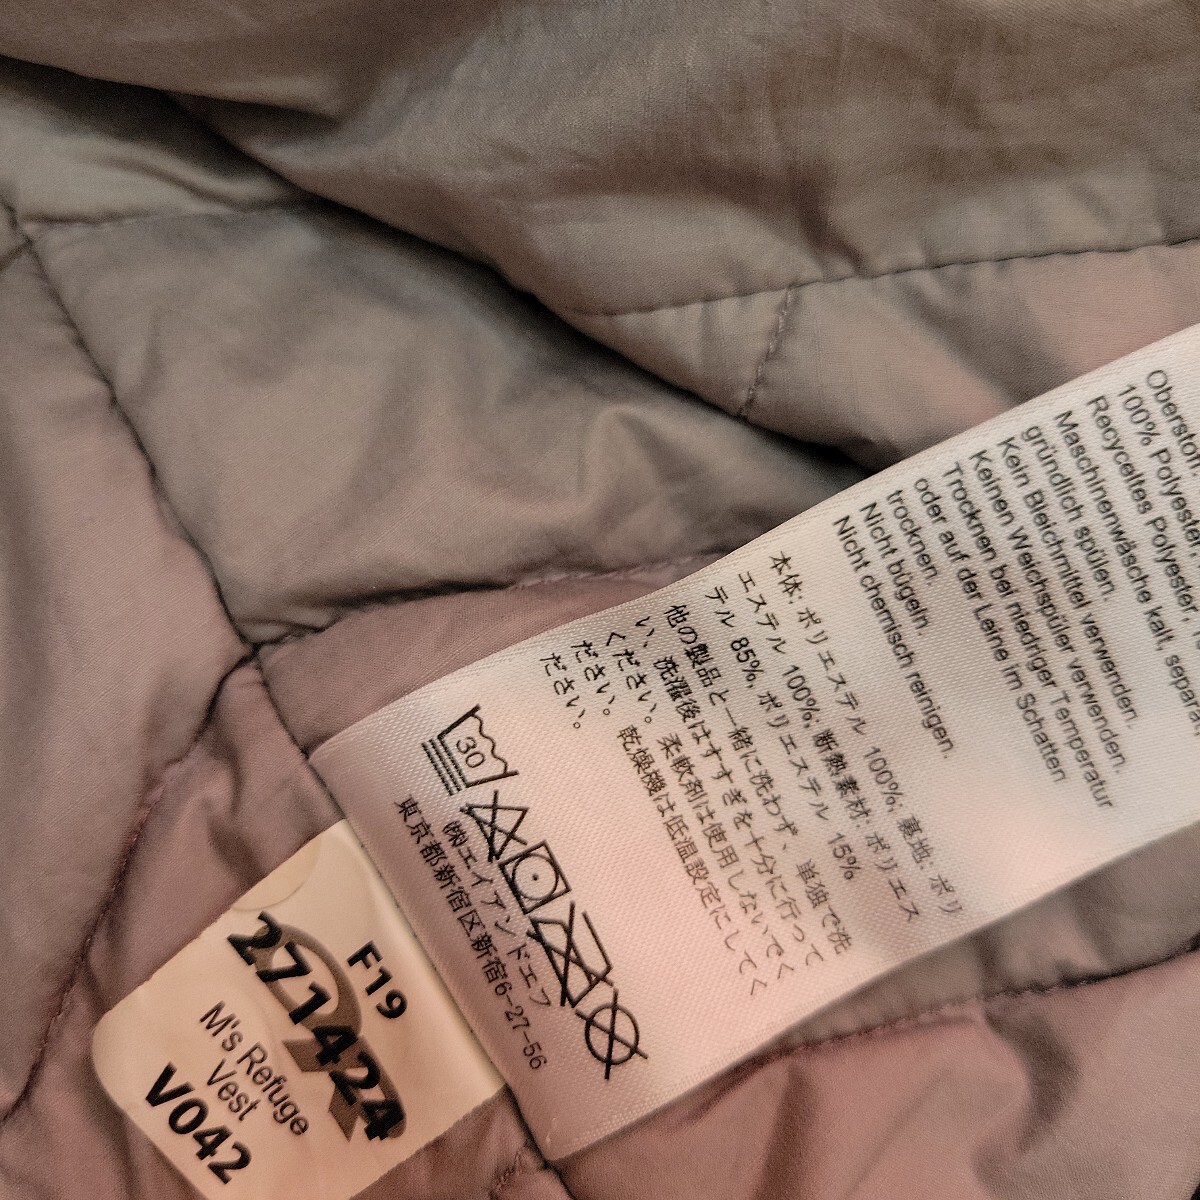 Oberstoff
100% Polyester,
Recyceltes Polyester,
Maschinenwäsche kalt, separat
gründlich spülen.
Kein Bleichmittel verwenden.
Keinen Weichspüler verwenden.
Trocknen bei niedriger Temperatur
oder auf der Leine im Schatten
trocknen.
Nicht bügeln.
Nicht chemisch reinigen.
本体: ポリエステル 100%; 裏地: ポリ
エステル 100%; 断熱素材: ポリエス
テル 85%, ポリエステル 15%
他の製品と一緒に洗わず、単独で洗
い、洗濯後はすすぎを十分に行って
ください。柔軟剤は使用しないでく
ださい。乾燥機は低温設定にしてく
ださい。
30
㈱エイアンドエフ
東京都新宿区新宿6-27-56
F19
271424
M's Refuge
Vest
V042